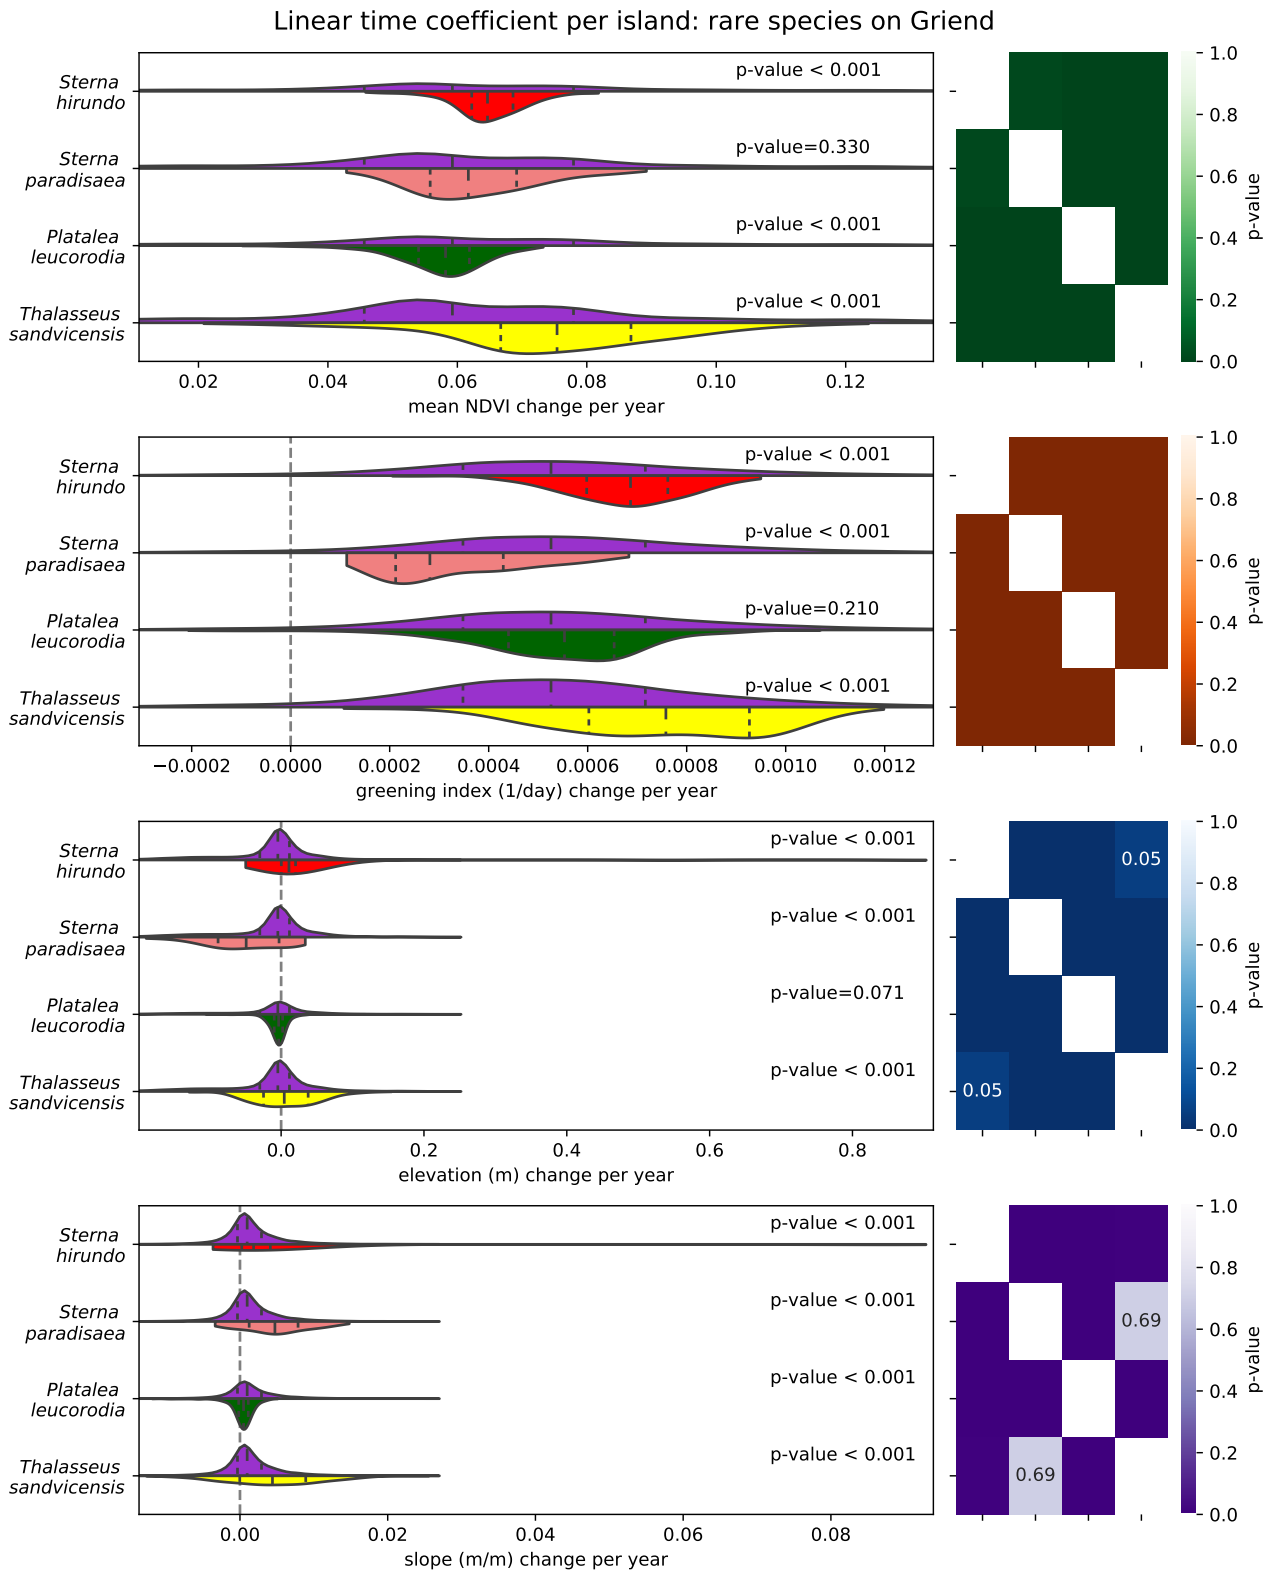 Linear time coefficient per island: rare species on Griend
Sterna
hirundo
p-value < 0.001
Sterna
paradisaea
p-value=0.330
Platalea
leucorodia
p-value < 0.001
Thalasseus
sandvicensis
p-value < 0.001
0.02 0.04 0.06 0.08 0.10 0.12
mean NDVI change per year
1.0
0.8
0.6
0.4
0.2
0.0
p-value
Sterna
hirundo
p-value < 0.001
Sterna
paradisaea
p-value < 0.001
Platalea
leucorodia
p-value=0.210
Thalasseus
sandvicensis
p-value < 0.001
−0.0002 0.0000 0.0002 0.0004 0.0006 0.0008 0.0010 0.0012
greening index (1/day) change per year
1.0
0.8
0.6
0.4
0.2
0.0
p-value
Sterna
hirundo
p-value < 0.001
Sterna
paradisaea
p-value < 0.001
Platalea
leucorodia
p-value=0.071
Thalasseus
sandvicensis
p-value < 0.001
0.0 0.2 0.4 0.6 0.8
elevation (m) change per year
0.05
0.05
1.0
0.8
0.6
0.4
0.2
0.0
p-value
Sterna
hirundo
p-value < 0.001
Sterna
paradisaea
p-value < 0.001
Platalea
leucorodia
p-value < 0.001
Thalasseus
sandvicensis
p-value < 0.001
0.00 0.02 0.04 0.06 0.08
slope (m/m) change per year
0.69
0.69
1.0
0.8
0.6
0.4
0.2
0.0
p-value